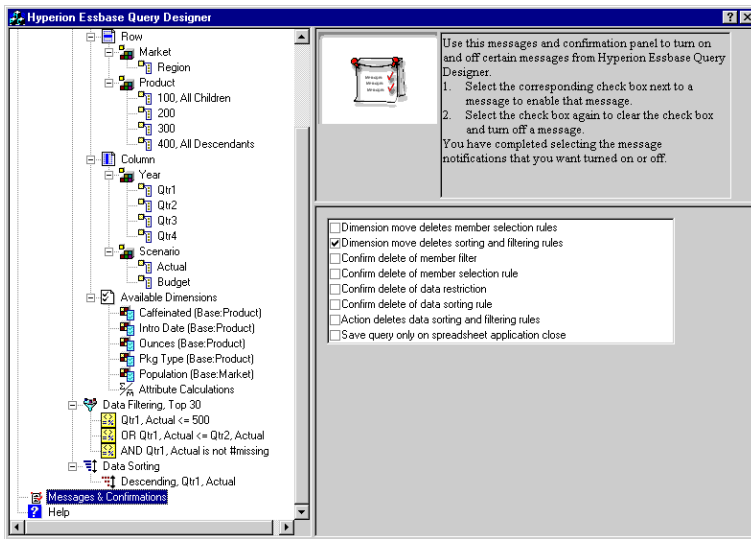 Hyperion Essbase Query Designer
Row
Market
Region
Product
100, All Children
200
300
400, All Descendants
Column
Year
Qtr1
Qtr2
Qtr3
Qtr4
Scenario
Actual
Budget
Available Dimensions
Caffeinated (Base:Product)
Intro Date (Base:Product)
Ounces (Base:Product)
Pkg Type (Base:Product)
Population (Base:Market)
Attribute Calculations
Data Filtering, Top 30
Qtr1, Actual <= 500
OR Qtr1, Actual <= Qtr2, Actual
AND Qtr1, Actual is not #missing
Data Sorting
Descending, Qtr1, Actual
Messages & Confirmations
Help
Use this messages and confirmation panel to turn on
and off certain messages from Hyperion Essbase Query
Designer.
1. Select the corresponding check box next to a
message to enable that message.
2. Select the check box again to clear the check box
and turn off a message.
You have completed selecting the message
notifications that you want turned on or off.
Dimension move deletes member selection rules
Dimension move deletes sorting and filtering rules
Confirm delete of member filter
Confirm delete of member selection rule
Confirm delete of data restriction
Confirm delete of data sorting rule
Action deletes data sorting and filtering rules
Save query only on spreadsheet application close